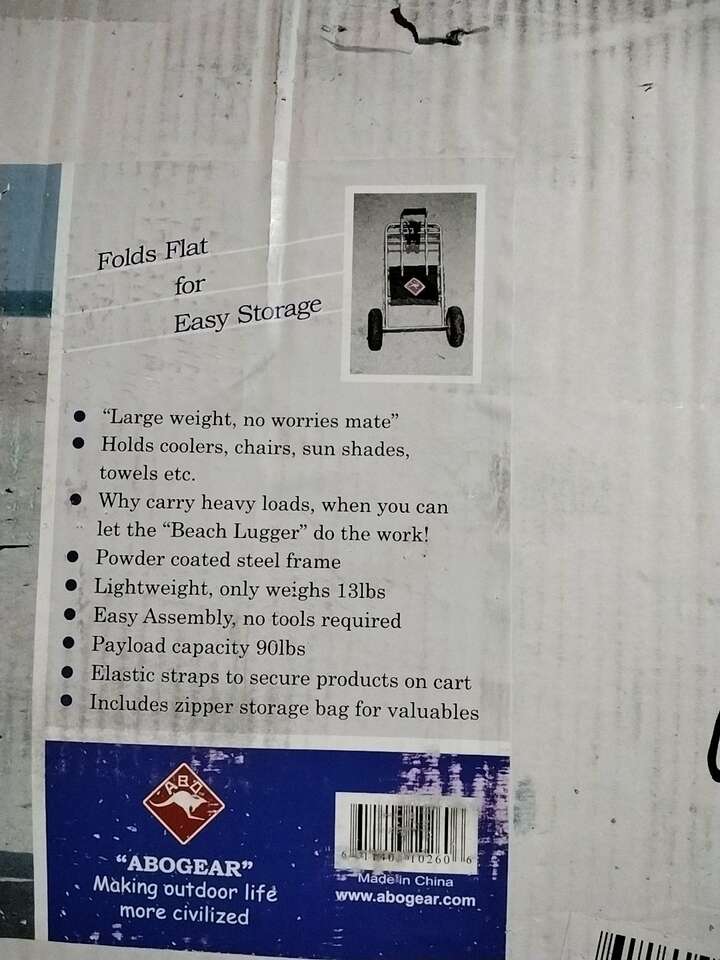 Folds Flat
for
Easy Storage
● “Large weight, no worries mate”
● Holds coolers, chairs, sun shades,
towels etc.
● Why carry heavy loads, when you can
let the “Beach Lugger” do the work!
● Powder coated steel frame
● Lightweight, only weighs 13lbs
● Easy Assembly, no tools required
● Payload capacity 90lbs
● Elastic straps to secure products on cart
● Includes zipper storage bag for valuables
ABO
“ABOGEAR”
Making outdoor life
more civilized
10260 6
Made in China
www.abogear.com